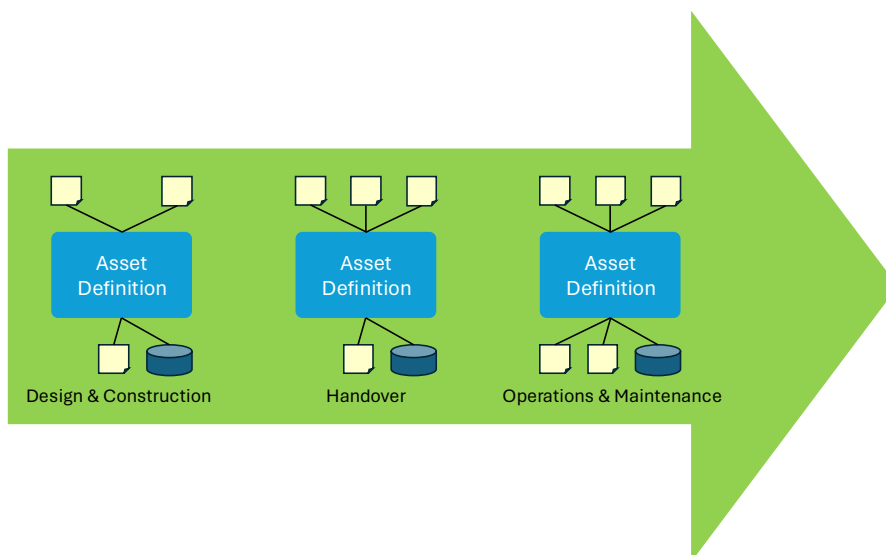 Asset
Definition
Asset
Definition
Asset
Definition
Design & Construction
Handover
Operations & Maintenance